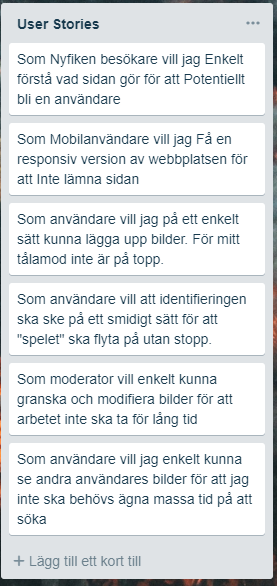 User Stories
Som Nyfiken besökare vill jag Enkelt
förstå vad sidan gör för att Potentiellt
bli en användare
Som Mobilanvändare vill jag Få en
responsiv version av webbplatsen för
att Inte lämna sidan
Som användare vill jag på ett enkelt
sätt kunna lägga upp bilder. För mitt
tålamod inte är på topp.
Som användare vill att identifieringen
ska ske på ett smidigt sätt för att
"spelet" ska flyta på utan stopp.
Som moderator vill enkelt kunna
granska och modifiera bilder för att
arbetet inte ska ta för lång tid
Som användare vill jag enkelt kunna
se andra användares bilder för att jag
inte ska behövs ägna massa tid på att
söka
+ Lägg till ett kort till